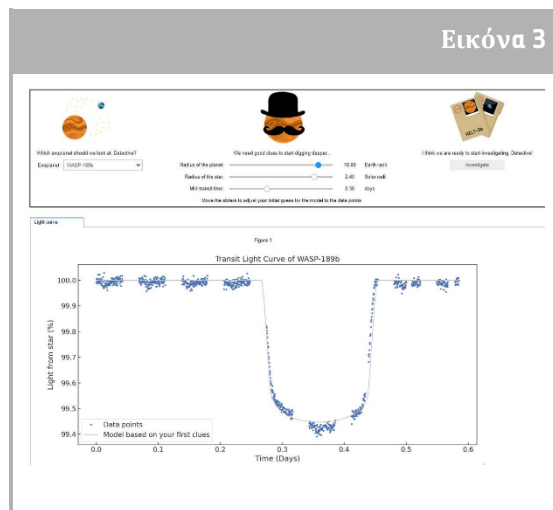 Εικόνα 3
KELT-3b
Which exoplanet should we look at, Detective?
Exoplanet: WASP-189b
We need good clues to start digging deeper...
Radius of the planet: Earth radii
Radius of the star: 2.40 Solar radii
Mid-transit time: 0.36 days
Move the sliders to adjust your initial guess for the model to the data points
I think we are ready to start investigating, Detective!
Investigate
Light curve
Figure 1
Transit Light Curve of WASP-189b
Light from star (%)
100.0
99.9
99.8
99.7
99.6
99.5
99.4
Data points
Model based on your first clues
0.0 0.1 0.2 0.3 0.4 0.5 0.6
Time (Days)